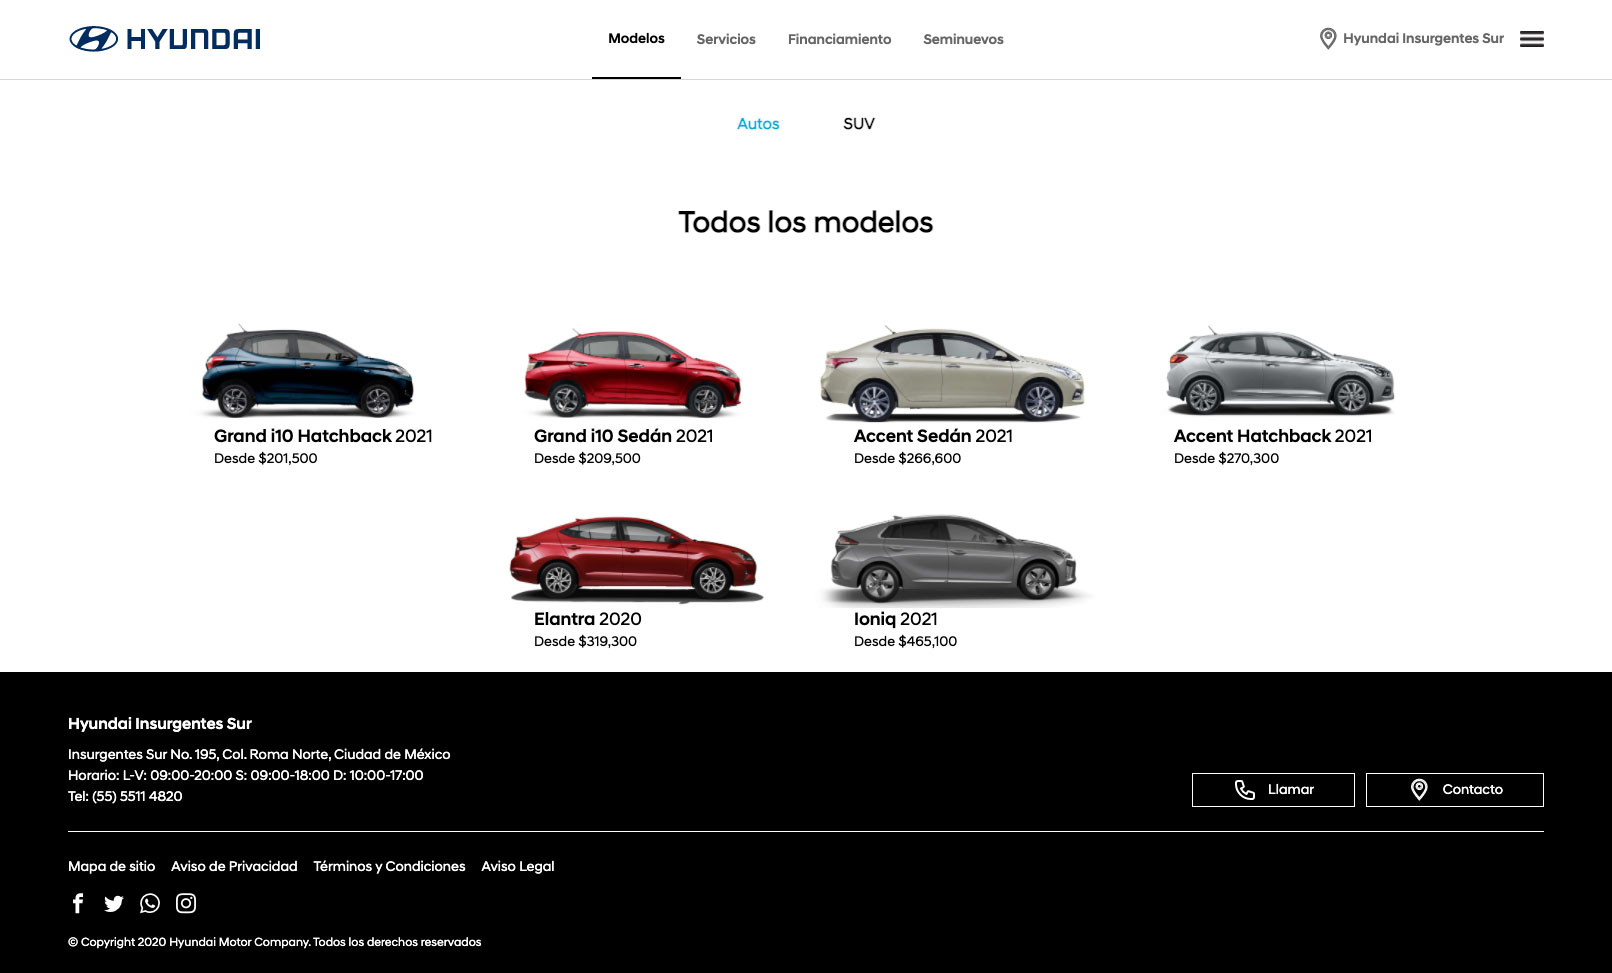 HYUNDAI
Modelos Servicios Financiamiento Seminuevos
Hyundai Insurgentes Sur
Autos SUV
Todos los modelos
Grand i10 Hatchback 2021
Desde $201,500
Grand i10 Sedán 2021
Desde $209,500
Accent Sedán 2021
Desde $266,600
Accent Hatchback 2021
Desde $270,300
Elantra 2020
Desde $319,300
Ioniq 2021
Desde $465,100
Hyundai Insurgentes Sur
Insurgentes Sur No. 195, Col. Roma Norte, Ciudad de México
Horario: L-V: 09:00-20:00 S: 09:00-18:00 D: 10:00-17:00
Tel: (55) 5511 4820
Llamar
Contacto
Mapa de sitio Aviso de Privacidad Términos y Condiciones Aviso Legal
© Copyright 2020 Hyundai Motor Company. Todos los derechos reservados